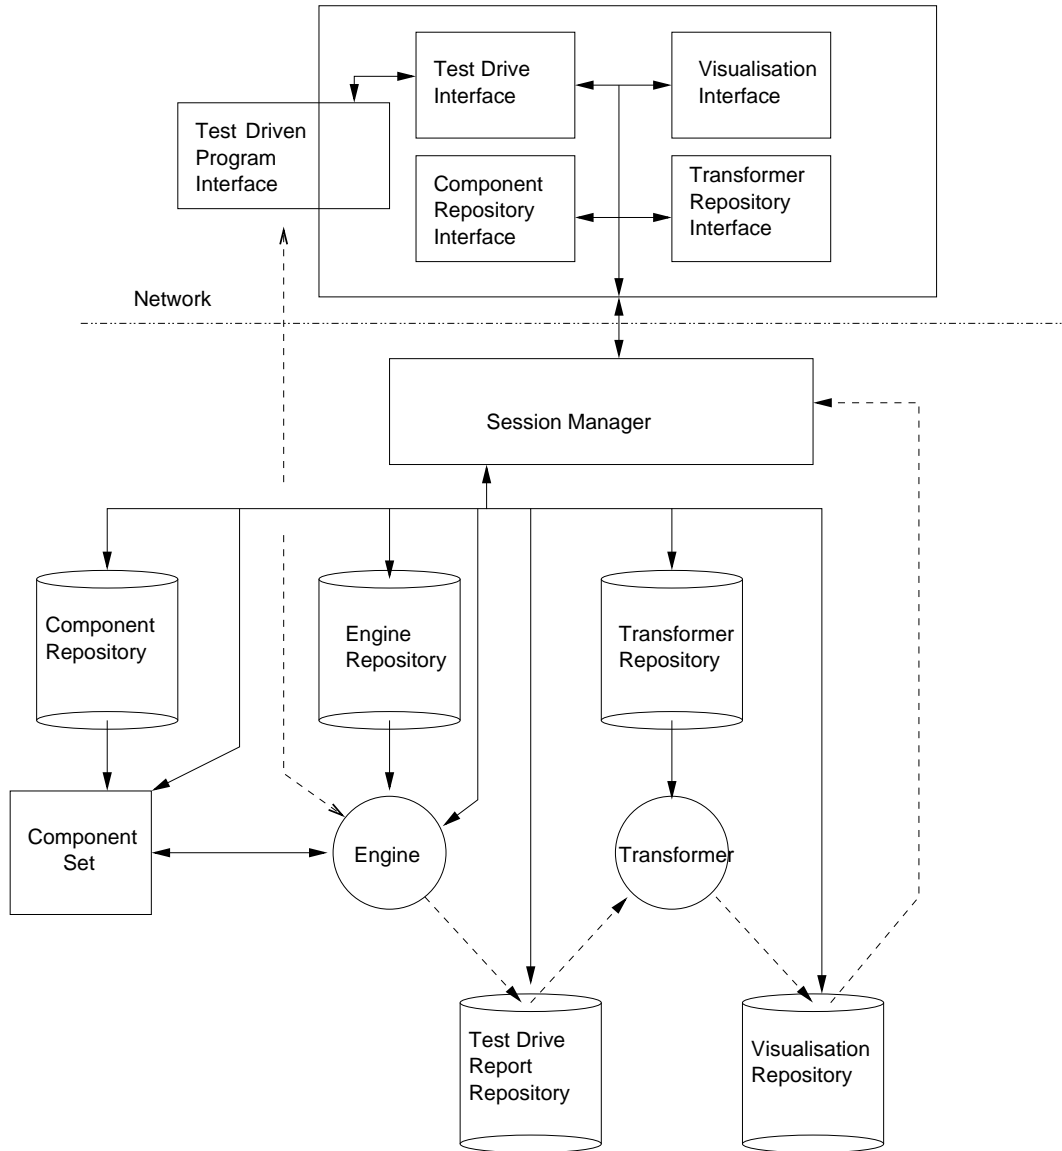 Test Drive
Interface
Visualisation
Interface
Test Driven
Program
Interface
Component
Repository
Interface
Transformer
Repository
Interface
Network
Session Manager
Component
Repository
Engine
Repository
Transformer
Repository
Component
Set
Engine
Transformer
Test Drive
Report
Repository
Visualisation
Repository